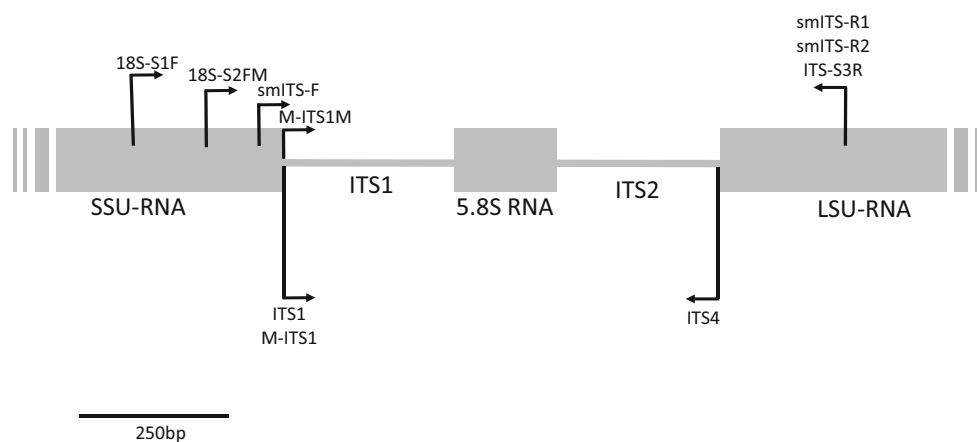 smITS-R1
smITS-R2
ITS-S3R
18S-S1F
18S-S2FM
smITS-F
M-ITS1M
ITS1
5.8S RNA
ITS2
SSU-RNA
LSU-RNA
ITS1
M-ITS1
ITS4
250bp